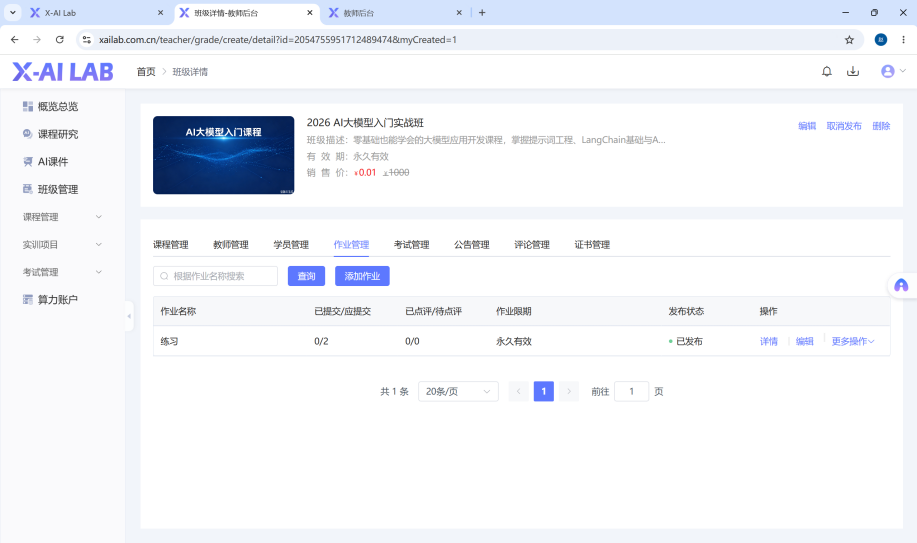 X-AI Lab
班级详情-教师后台
教师后台
xailab.com.cn/teacher/grade/create/detail?id=2054755951712489474&myCreated=1
X-AI LAB
首页 > 班级详情
概览总览
课程研究
AI课件
班级管理
课程管理
实训项目
考试管理
算力账户
AI大模型入门课程
2026 AI大模型入门实战班
编辑 取消发布 删除
班级描述：零基础也能学会的大模型应用开发课程，掌握提示词工程、LangChain基础与A...
有 效 期：永久有效
销 售 价：¥0.01 ¥1000
课程管理 教师管理 学员管理 作业管理 考试管理 公告管理 评论管理 证书管理
根据作业名称搜索 查询 添加作业
作业名称 已提交/应提交 已点评/待点评 作业限期 发布状态 操作
练习 0/2 0/0 永久有效 已发布 详情 编辑 更多操作
共 1 条 20条/页 1 前往 1 页